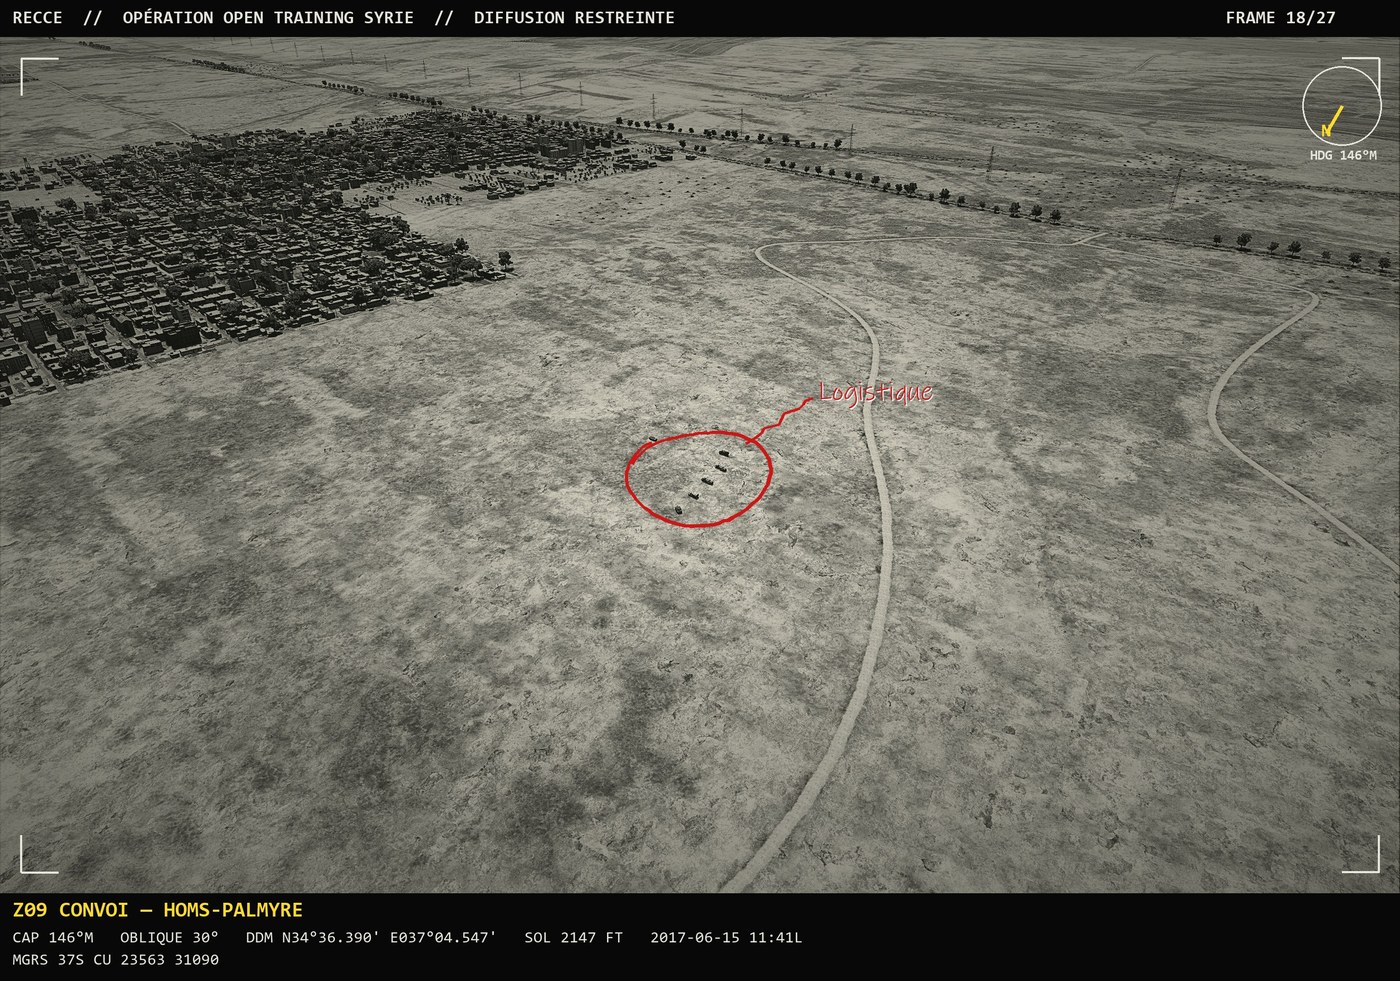 RECCE // OPÉRATION OPEN TRAINING SYRIE // DIFFUSION RESTREINTE FRAME 18/27
N
HDG 146°M
Logistique
Z09 CONVOI — HOMS-PALMYRE
CAP 146°M OBLIQUE 30° DDM N34°36.390' E037°04.547' SOL 2147 FT 2017-06-15 11:41L
MGRS 37S CU 23563 31090